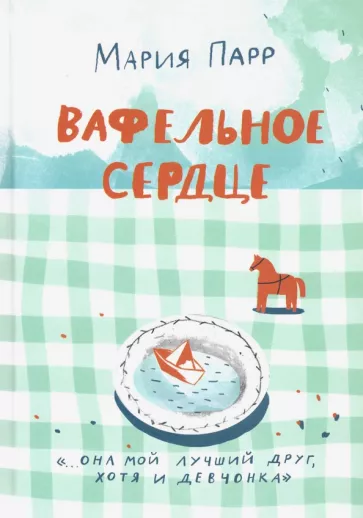 МАРИЯ ПАРР
ВАФЕЛЬНОЕ
СЕРДЦЕ
«...ОНА МОЙ ЛУЧШИЙ ДРУГ,
ХОТЯ И ДЕВЧОНКА»